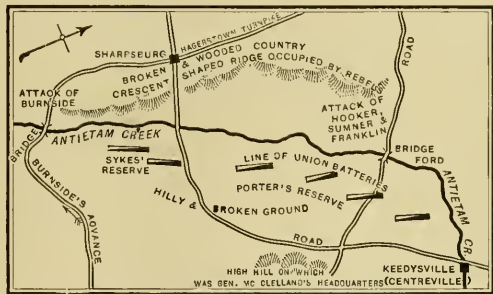 HAGERSTOWN TURNPIKE
SHARPSBURG
ROAD
BROKEN & WOODED COUNTRY
CRESCENT SHAPED RIDGE OCCUPIED BY REBELS
ATTACK OF
BURNSIDE
ATTACK OF
HOOKER,
SUMNER &
FRANKLIN
BRIDGE
ANTIETAM CREEK
BRIDGE
FORD
SYKES'
RESERVE
LINE OF UNION BATTERIES
PORTER'S RESERVE
ANTIETAM CR.
BURNSIDE'S ADVANCE
HILLY & BROKEN GROUND
ROAD
KEEDYSVILLE
(CENTREVILLE)
HIGH HILL ON WHICH
WAS GEN. MC CLELLAND'S HEADQUARTERS